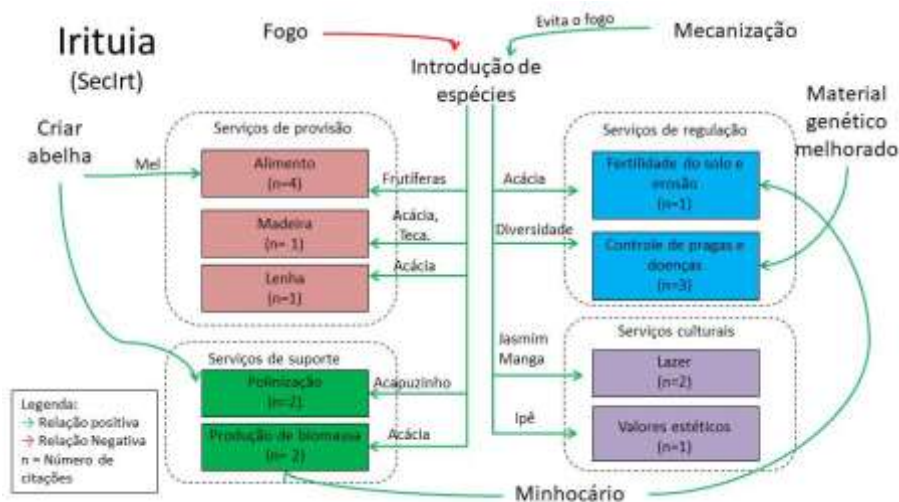 Irituia
(SecIrt)
Fogo
Evita o fogo
Mecanização
Introdução de
espécies
Criar
abelha
Mel
Serviços de provisão
Alimento
(n=4)
Madeira
(n= 1)
Lenha
(n=1)
Frutíferas
Acácia,
Teca.
Acácia
Serviços de regulação
Material
genético
melhorado
Fertilidade do solo e
erosão
(n=1)
Controle de pragas e
doenças
(n=3)
Acácia
Diversidade
Serviços de suporte
Polinização
(n=2)
Produção de biomassa
(n= 2)
Acapuzinho
Acácia
Serviços culturais
Lazer
(n=2)
Valores estéticos
(n=1)
Jasmim
Manga
Ipê
Minhocário
Legenda:
Relação positiva
Relação Negativa
n = Número de
citações